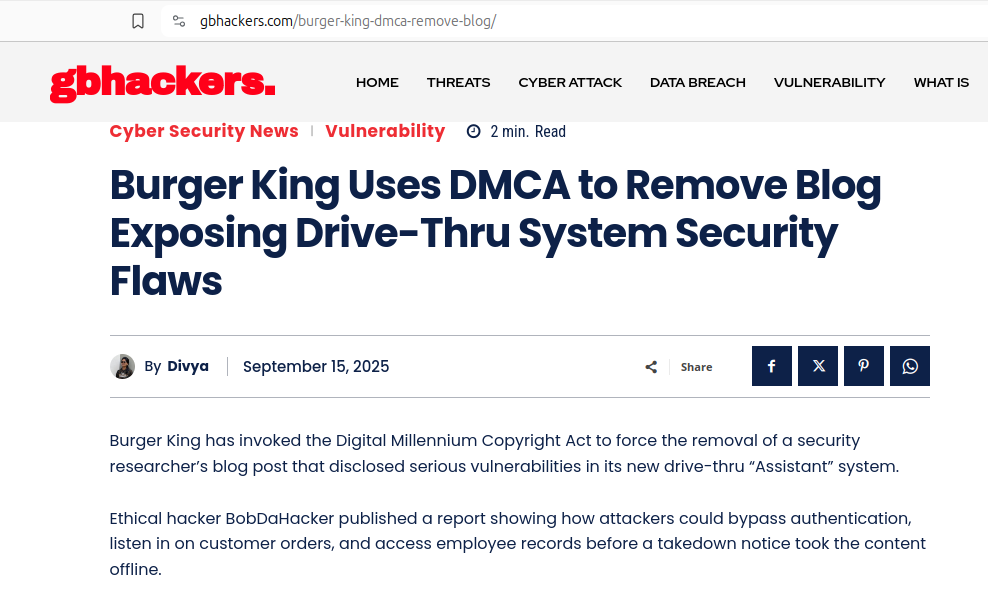 gbhackers.com/burger-king-dmca-remove-blog/
gbhackers.
HOME THREATS CYBER ATTACK DATA BREACH VULNERABILITY WHAT IS
Cyber Security News | Vulnerability 2 min. Read
Burger King Uses DMCA to Remove Blog
Exposing Drive-Thru System Security
Flaws
By Divya September 15, 2025 Share
Burger King has invoked the Digital Millennium Copyright Act to force the removal of a security
researcher’s blog post that disclosed serious vulnerabilities in its new drive-thru “Assistant” system.
Ethical hacker BobDaHacker published a report showing how attackers could bypass authentication,
listen in on customer orders, and access employee records before a takedown notice took the content
offline.